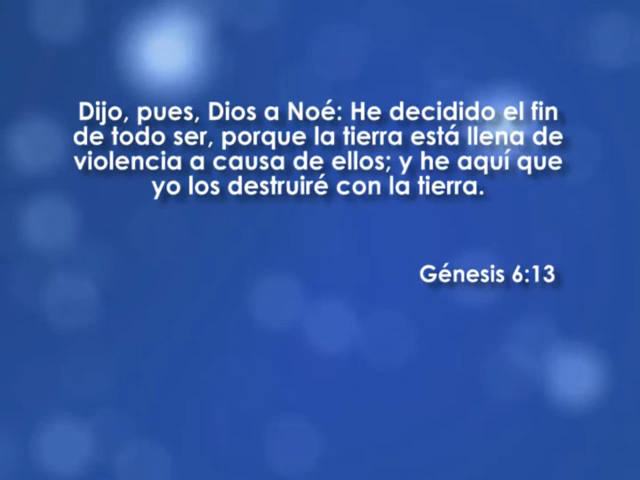 Dijo, pues, Dios a Noé: He decidido el fin
de todo ser, porque la tierra está llena de
violencia a causa de ellos; y he aquí que
yo los destruiré con la tierra.
Génesis 6:13